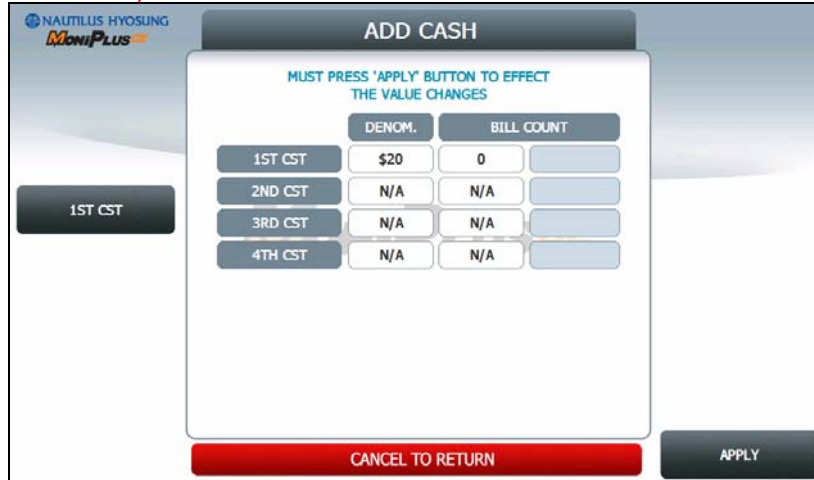 NAUTILUS HYOSUNG
MoniPlus CE
ADD CASH
MUST PRESS 'APPLY' BUTTON TO EFFECT
THE VALUE CHANGES
DENOM. BILL COUNT
1ST CST $20 0
2ND CST N/A N/A
1ST CST
3RD CST N/A N/A
4TH CST N/A N/A
CANCEL TO RETURN
APPLY